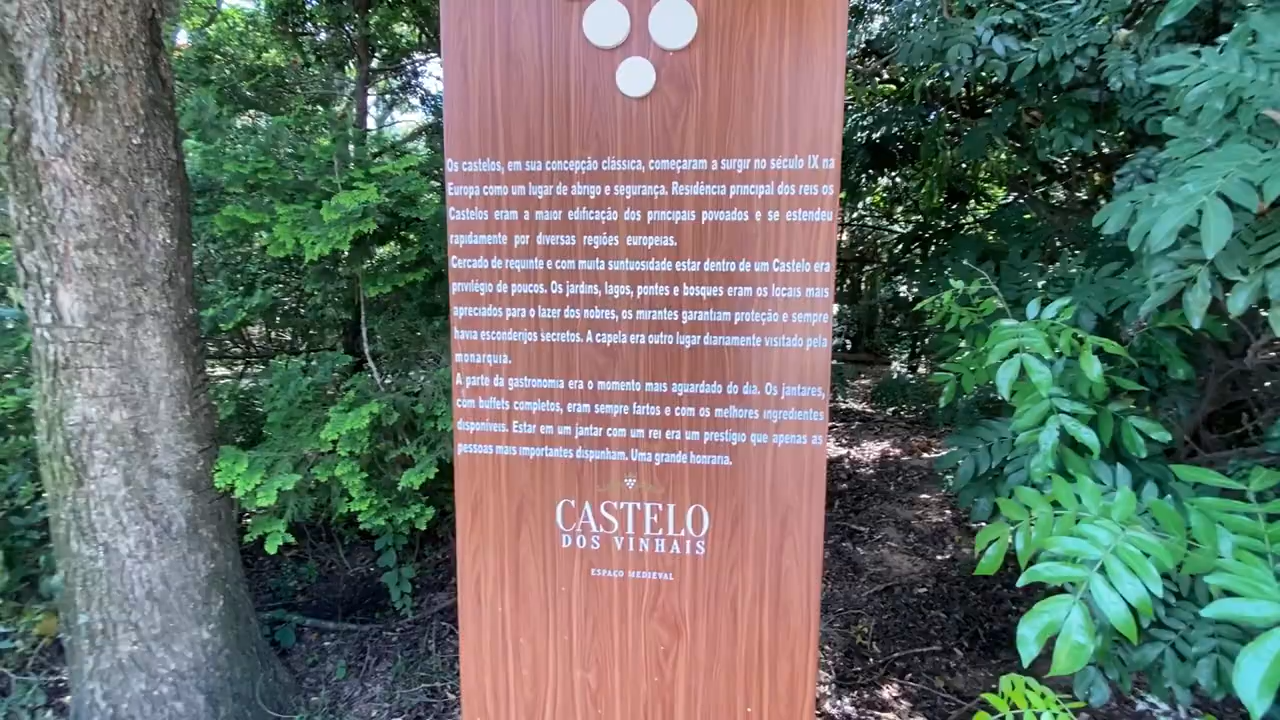 Os castelos, em sua concepção clássica, começaram a surgir no século IX na
Europa como um lugar de abrigo e segurança. Residência principal dos reis os
Castelos eram a maior edificação dos principais povoados e se estendeu
rapidamente por diversas regiões europeias.
Cercado de requinte e com muita suntuosidade estar dentro de um Castelo era
privilégio de poucos. Os jardins, lagos, pontes e bosques eram os locais mais
apreciados para o lazer dos nobres, os mirantes garantiam proteção e sempre
havia esconderijos secretos. A capela era outro lugar diariamente visitado pela
monarquia.
A parte da gastronomia era o momento mais aguardado do dia. Os jantares,
com buffets completos, eram sempre fartos e com os melhores ingredientes
disponíveis. Estar em um jantar com um rei era um prestígio que apenas as
pessoas mais importantes dispunham. Uma grande honraria.
CASTELO
DOS VINHAIS
ESPAÇO MEDIEVAL